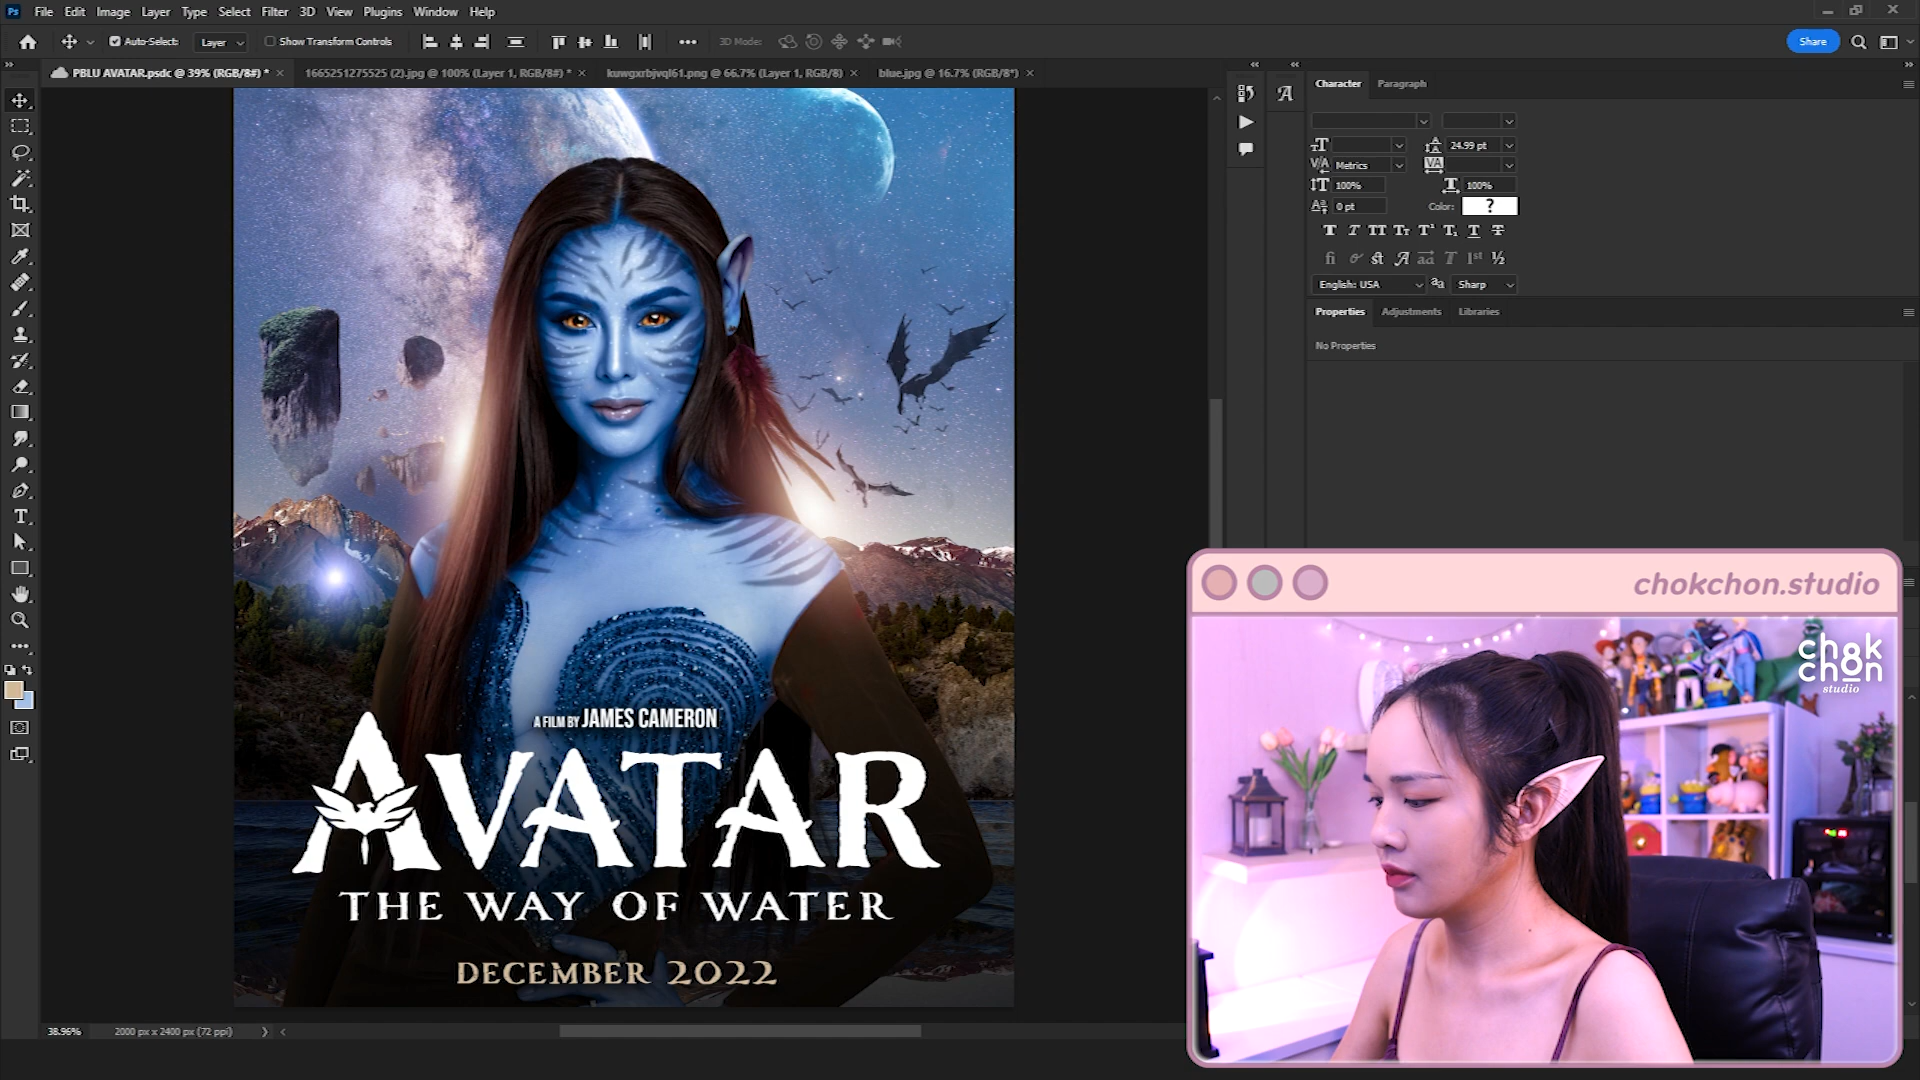 Ps File Edit Image Layer Type Select Filter 3D View Plugins Window Help
Auto-Select: Layer Show Transform Controls 3D Mode: Share
PBLU AVATAR.psdc @ 39% (RGB/8#) * × 1665251275525 (2).jpg @ 100% (Layer 1, RGB/8#) * × kuwgxrbjvql61.png @ 66.7% (Layer 1, RGB/8) × blue.jpg @ 16.7% (RGB/8*) ×
Character Paragraph
24.99 pt
Metrics
100% 100%
0 pt Color: ?
English: USA Sharp
Properties Adjustments Libraries
No Properties
A FILM BY JAMES CAMERON
AVATAR
THE WAY OF WATER
DECEMBER 2022
38.96% 2000 px x 2400 px (72 ppi)
chokchon.studio
chok
chon
studio